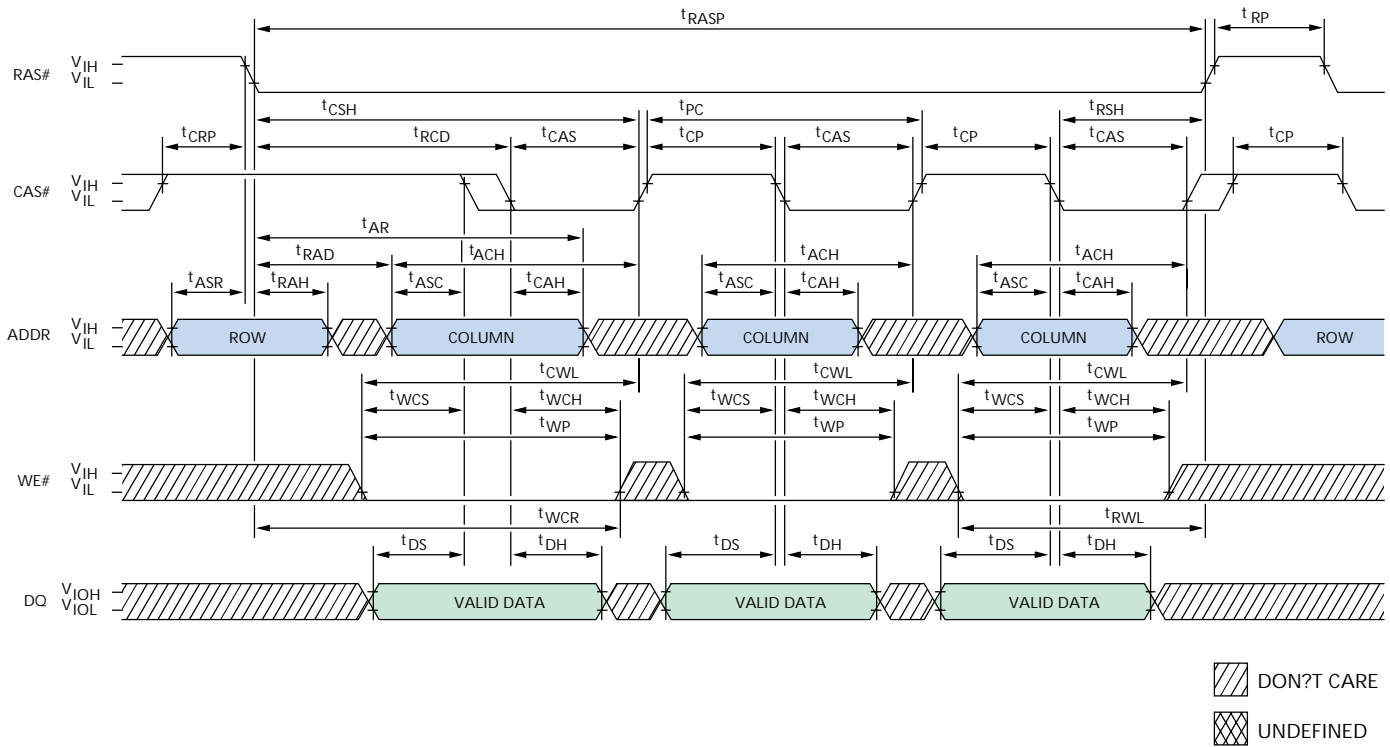 tRASP tRP
RAS# VIH
VIL
tCSH tPC tRSH
tCRP tRCD tCAS tCP tCAS tCP tCAS tCP
CAS# VIH
VIL
tAR
tRAD tACH tACH tACH
tASR tRAH tASC tCAH tASC tCAH tASC tCAH
ADDR VIH
VIL
ROW COLUMN COLUMN COLUMN ROW
tCWL tCWL tCWL
tWCS tWCH tWCS tWCH tWCS tWCH
tWP tWP tWP
WE# VIH
VIL
tWCR tRWL
tDS tDH tDS tDH tDS tDH
DQ VIOH
VIOL
VALID DATA VALID DATA VALID DATA
DON?T CARE
UNDEFINED